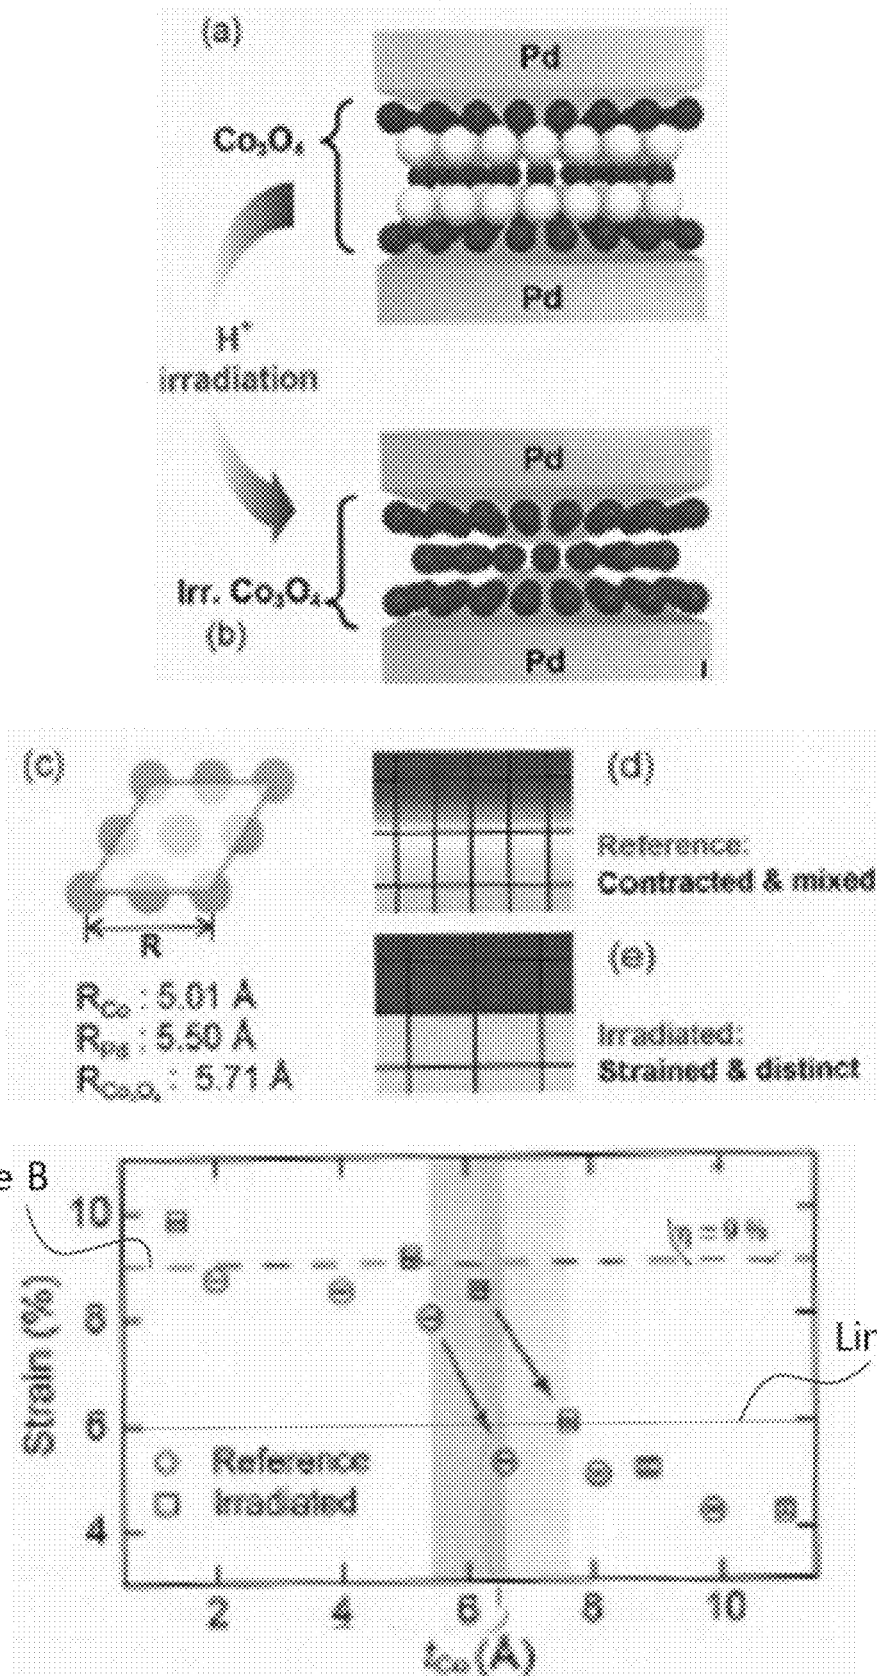 (a)
Pd
Co₃O₄
Pd
H⁺
irradiation
Pd
Irr. Co₃O₄
(b)
Pd
(c)
R
R_Co : 5.01 Å
R_Pd : 5.50 Å
R_Co₃O₄ : 5.71 Å
(d)
Reference:
Contracted & mixed
(e)
Irradiated:
Strained & distinct
e B
η = 9 %
Lir
Strain (%)
10
8
6
4
Reference
Irradiated
2 4 6 8 10
t_Co (Å)